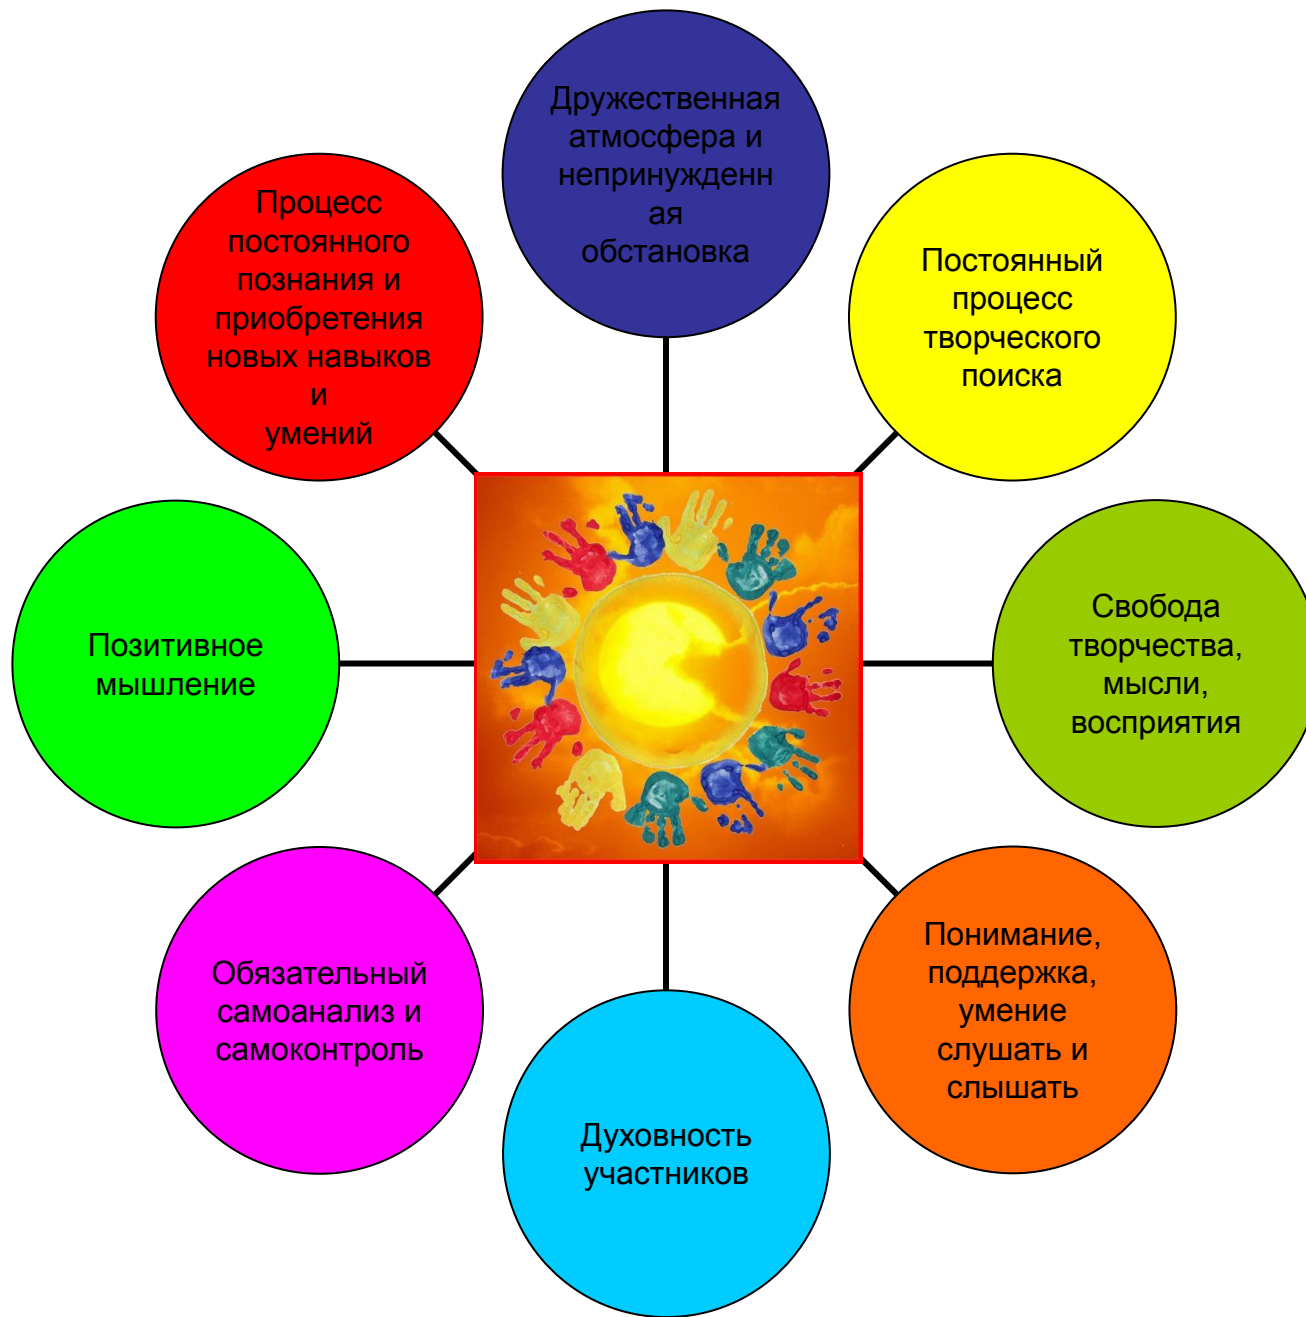 Дружественная
атмосфера и
непринужденн
ая
обстановка
Постоянный
процесс
творческого
поиска
Свобода
творчества,
мысли,
восприятия
Понимание,
поддержка,
умение
слушать и
слышать
Духовность
участников
Обязательный
самоанализ и
самоконтроль
Позитивное
мышление
Процесс
постоянного
познания и
приобретения
новых навыков
и
умений